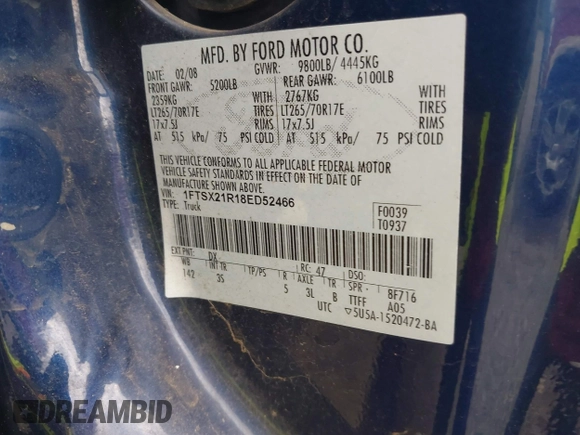 MFD. BY FORD MOTOR CO.
DATE: 02/08 GVWR: 9800LB/ 4445KG
FRONT GAWR: 5200LB REAR GAWR: 6100LB
2359KG WITH 2767KG WITH
LT265/70R17E TIRES LT265/70R17E TIRES
17x7.5J RIMS 17x7.5J RIMS
AT 515 kPa/ 75 PSI COLD AT 515 kPa/ 75 PSI COLD
THIS VEHICLE CONFORMS TO ALL APPLICABLE FEDERAL MOTOR
VEHICLE SAFETY STANDARDS IN EFFECT ON THE DATE OF
MANUFACTURE SHOWN ABOVE.
VIN: 1FTSX21R18ED52466
TYPE: Truck
F0039
T0937
EXT PNT: DX RC: 47 DSO:
WB INT TR TP/PS R AXLE TR SPR 8F716
142 3S 5 3L B TTFF A05
UTC ▽5U5A-1520472-BA
DREAMBID